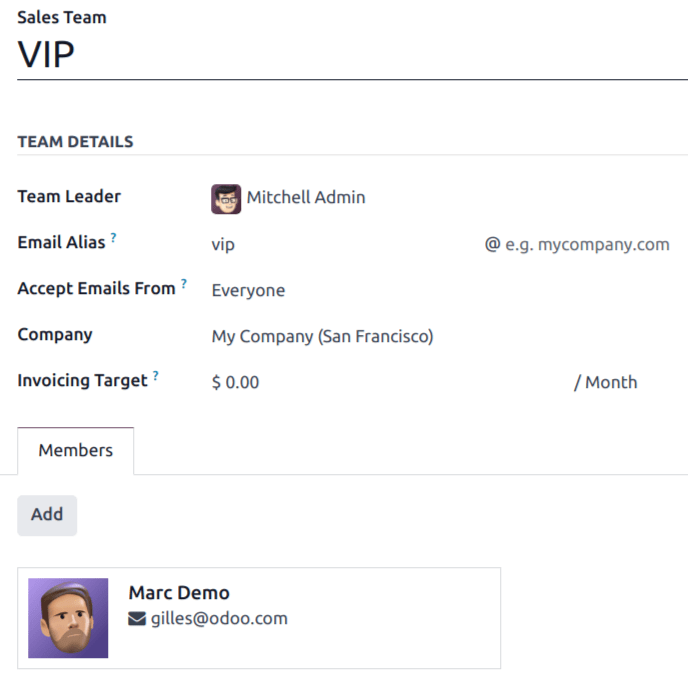 Sales Team
VIP
TEAM DETAILS
Team Leader Mitchell Admin
Email Alias ? vip @ e.g. mycompany.com
Accept Emails From ? Everyone
Company My Company (San Francisco)
Invoicing Target ? $ 0.00 / Month
Members
Add
Marc Demo
gilles@odoo.com